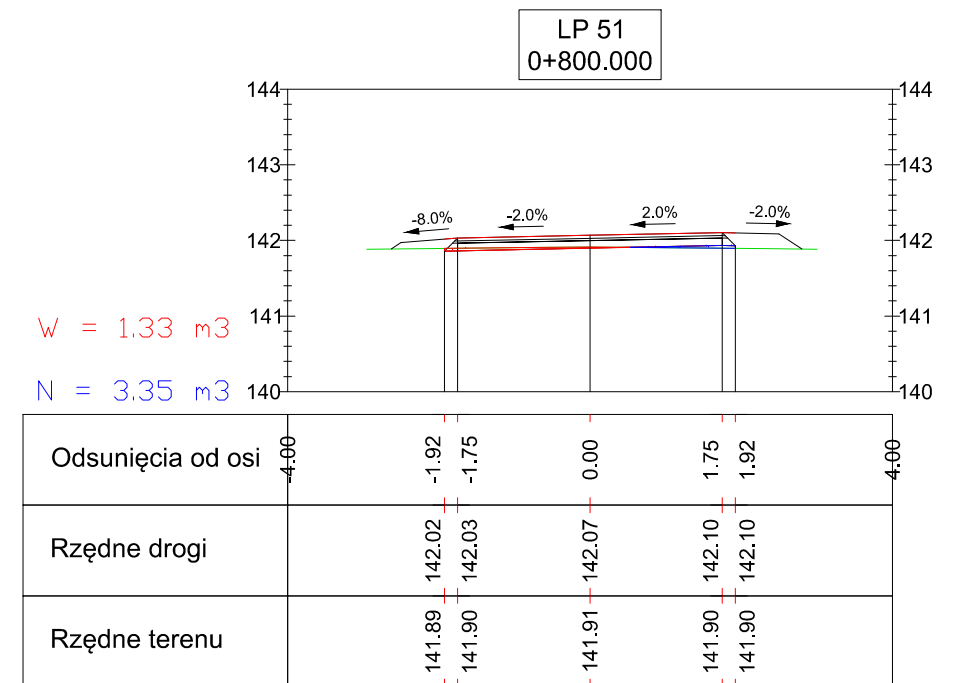 LP 51
0+800.000
144 144
143 143
-8.0% -2.0% 2.0% -2.0%
142 142
W = 1.33 m3
141 141
N = 3.35 m3
140 140
Odsunięcia od osi -4.00 -1.92 -1.75 0.00 1.75 1.92 4.00
Rzędne drogi 142.02 142.03 142.07 142.10 142.10
Rzędne terenu 141.89 141.90 141.91 141.90 141.90